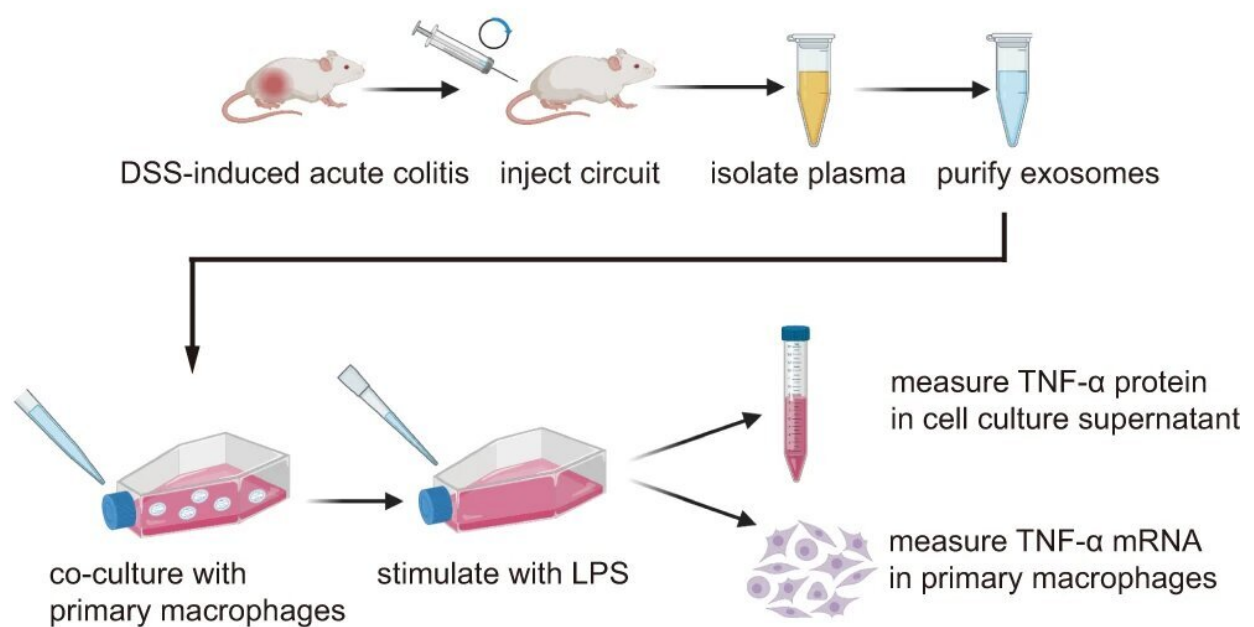 DSS-induced acute colitis
inject circuit
isolate plasma
purify exosomes
co-culture with
primary macrophages
stimulate with LPS
measure TNF-α protein
in cell culture supernatant
measure TNF-α mRNA
in primary macrophages